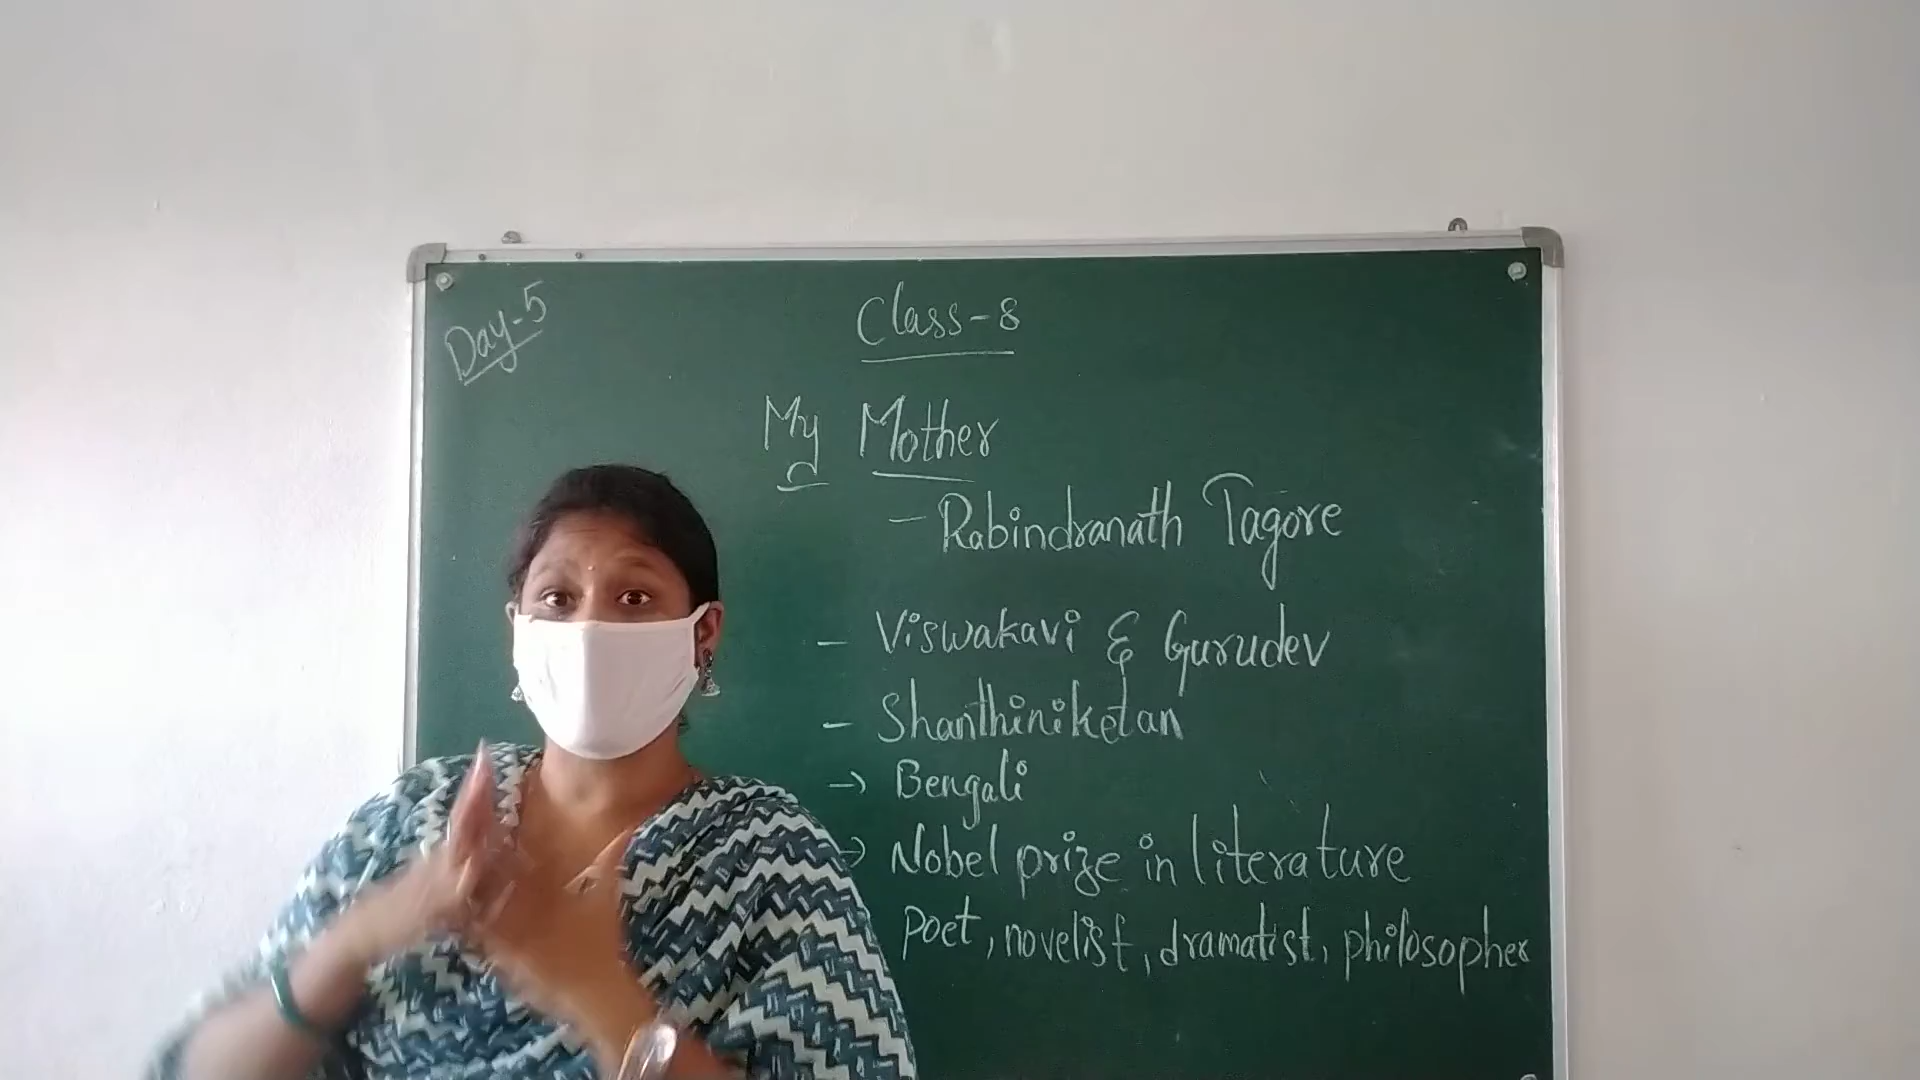 Day-5
Class-8
My Mother
- Rabindranath Tagore
- Viswakavi & Gurudev
- Shanthiniketan
→ Bengali
→ Nobel prize in literature
Poet, novelist, dramatist, philosopher